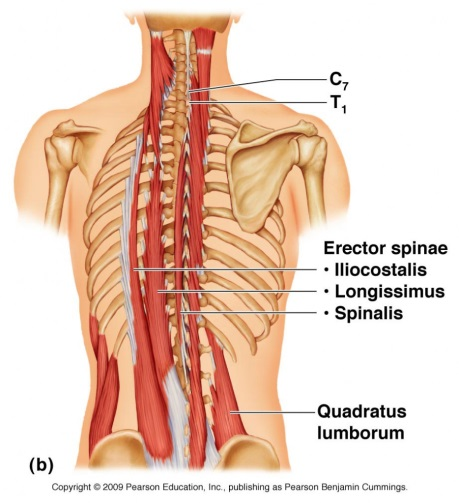 C7
T1
Erector spinae
• Iliocostalis
• Longissimus
• Spinalis
Quadratus
lumborum
(b)
Copyright © 2009 Pearson Education, Inc., publishing as Pearson Benjamin Cummings.